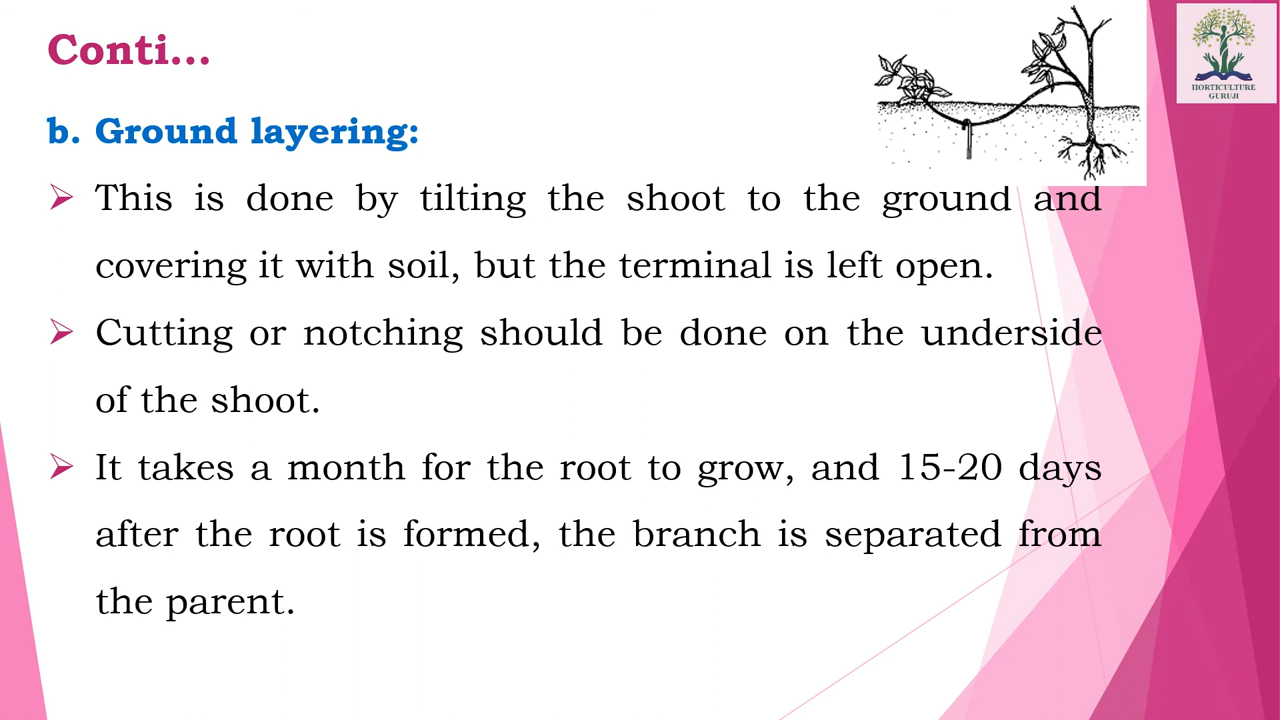 Conti...
HORTICULTURE
GURUJI
b. Ground layering:
This is done by tilting the shoot to the ground and
covering it with soil, but the terminal is left open.
Cutting or notching should be done on the underside
of the shoot.
It takes a month for the root to grow, and 15-20 days
after the root is formed, the branch is separated from
the parent.